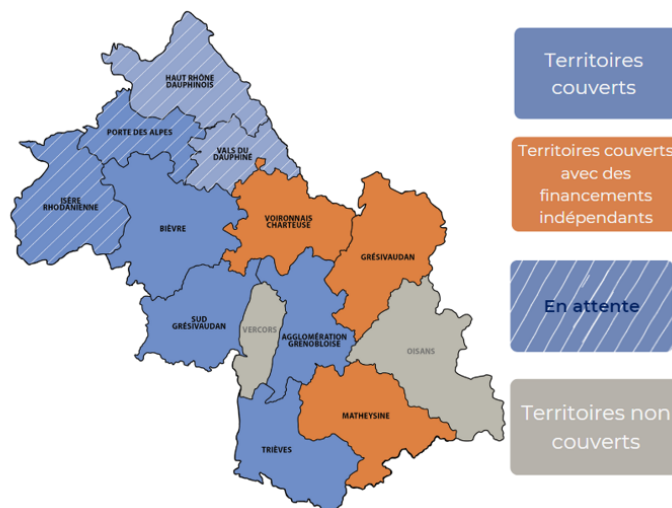 HAUT RHÔNE
DAUPHINOIS
PORTE DES ALPES
VALS DU
DAUPHINE
ISÈRE
RHODANIENNE
BIÈVRE
VOIRONNAIS
CHARTEUSE
GRÉSIVAUDAN
SUD
GRÉSIVAUDAN
VERCORS
AGGLOMÉRATION
GRENOBLOISE
OISANS
MATHEYSINE
TRIÈVES
Territoires
couverts
Territoires couverts
avec des
financements
indépendants
En attente
Territoires non
couverts